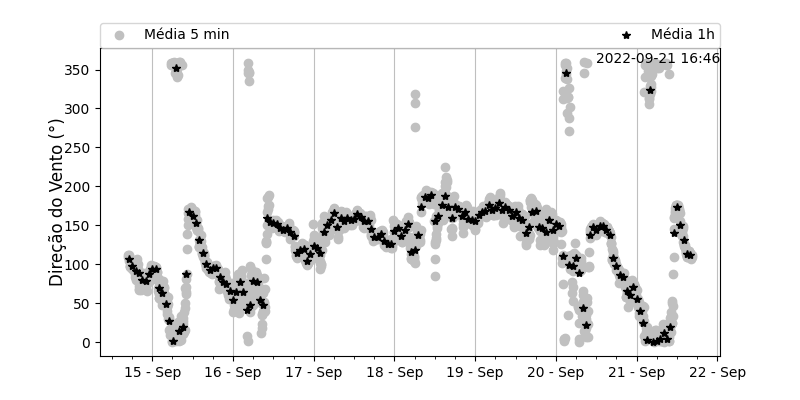 Média 5 min
Média 1h
2022-09-21 16:46
Direção do Vento (°)
350
300
250
200
150
100
50
0
15 - Sep
16 - Sep
17 - Sep
18 - Sep
19 - Sep
20 - Sep
21 - Sep
22 - Sep